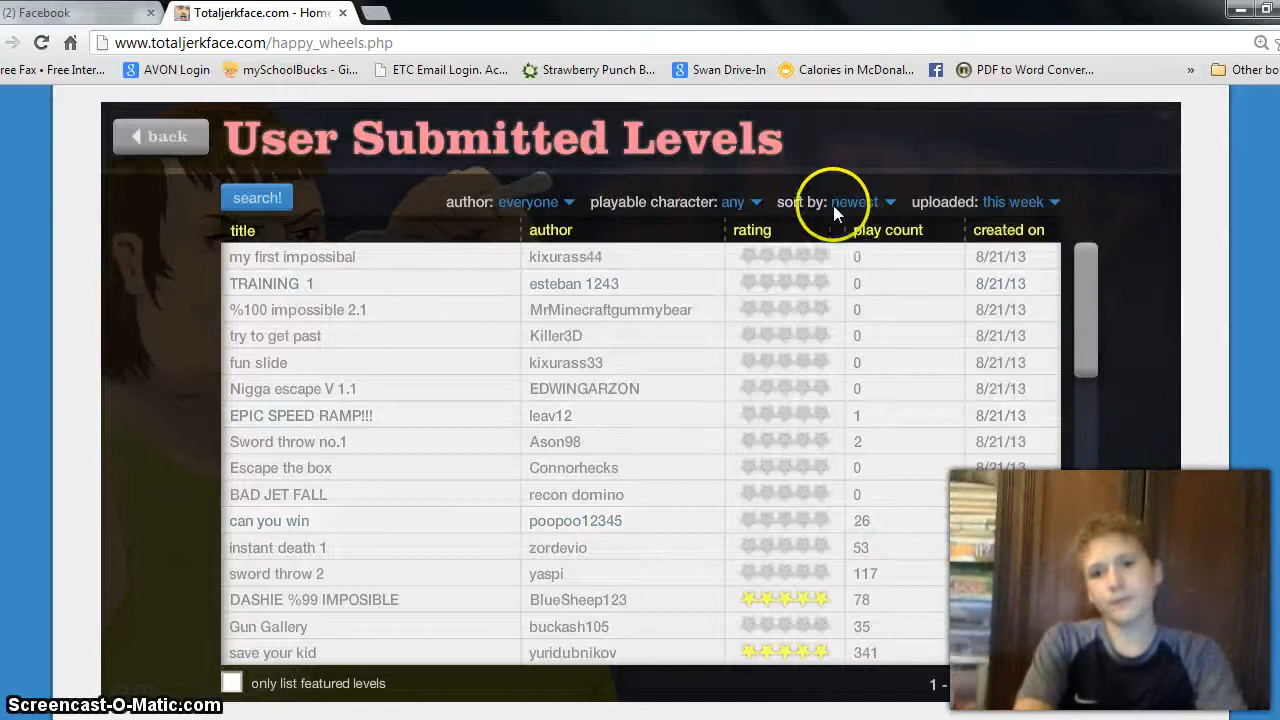 (2) Facebook
Totaljerkface.com - Home
www.totaljerkface.com/happy_wheels.php
ree Fax • Free Inter...
AVON Login
mySchoolBucks - Gi...
ETC Email Login. Ac...
Strawberry Punch B...
Swan Drive-In
Calories in McDonal...
PDF to Word Conver...
»
Other bo
back
User Submitted Levels
search!
author: everyone
playable character: any
sort by: newest
uploaded: this week
title author rating play count created on
my first impossibal kixurass44 0 8/21/13
TRAINING 1 esteban 1243 0 8/21/13
%100 impossible 2.1 MrMinecraftgummybear 0 8/21/13
try to get past Killer3D 0 8/21/13
fun slide kixurass33 0 8/21/13
Nigga escape V 1.1 EDWINGARZON 0 8/21/13
EPIC SPEED RAMP!!! leav12 1 8/21/13
Sword throw no.1 Ason98 2 8/21/13
Escape the box Connorhecks 0 8/21/13
BAD JET FALL recon domino 0
can you win poopoo12345 26
instant death 1 zordevio 53
sword throw 2 yaspi 117
DASHIE %99 IMPOSIBLE BlueSheep123 78
Gun Gallery buckash105 35
save your kid yuridubnikov 341
only list featured levels
1 -
Screencast-O-Matic.com